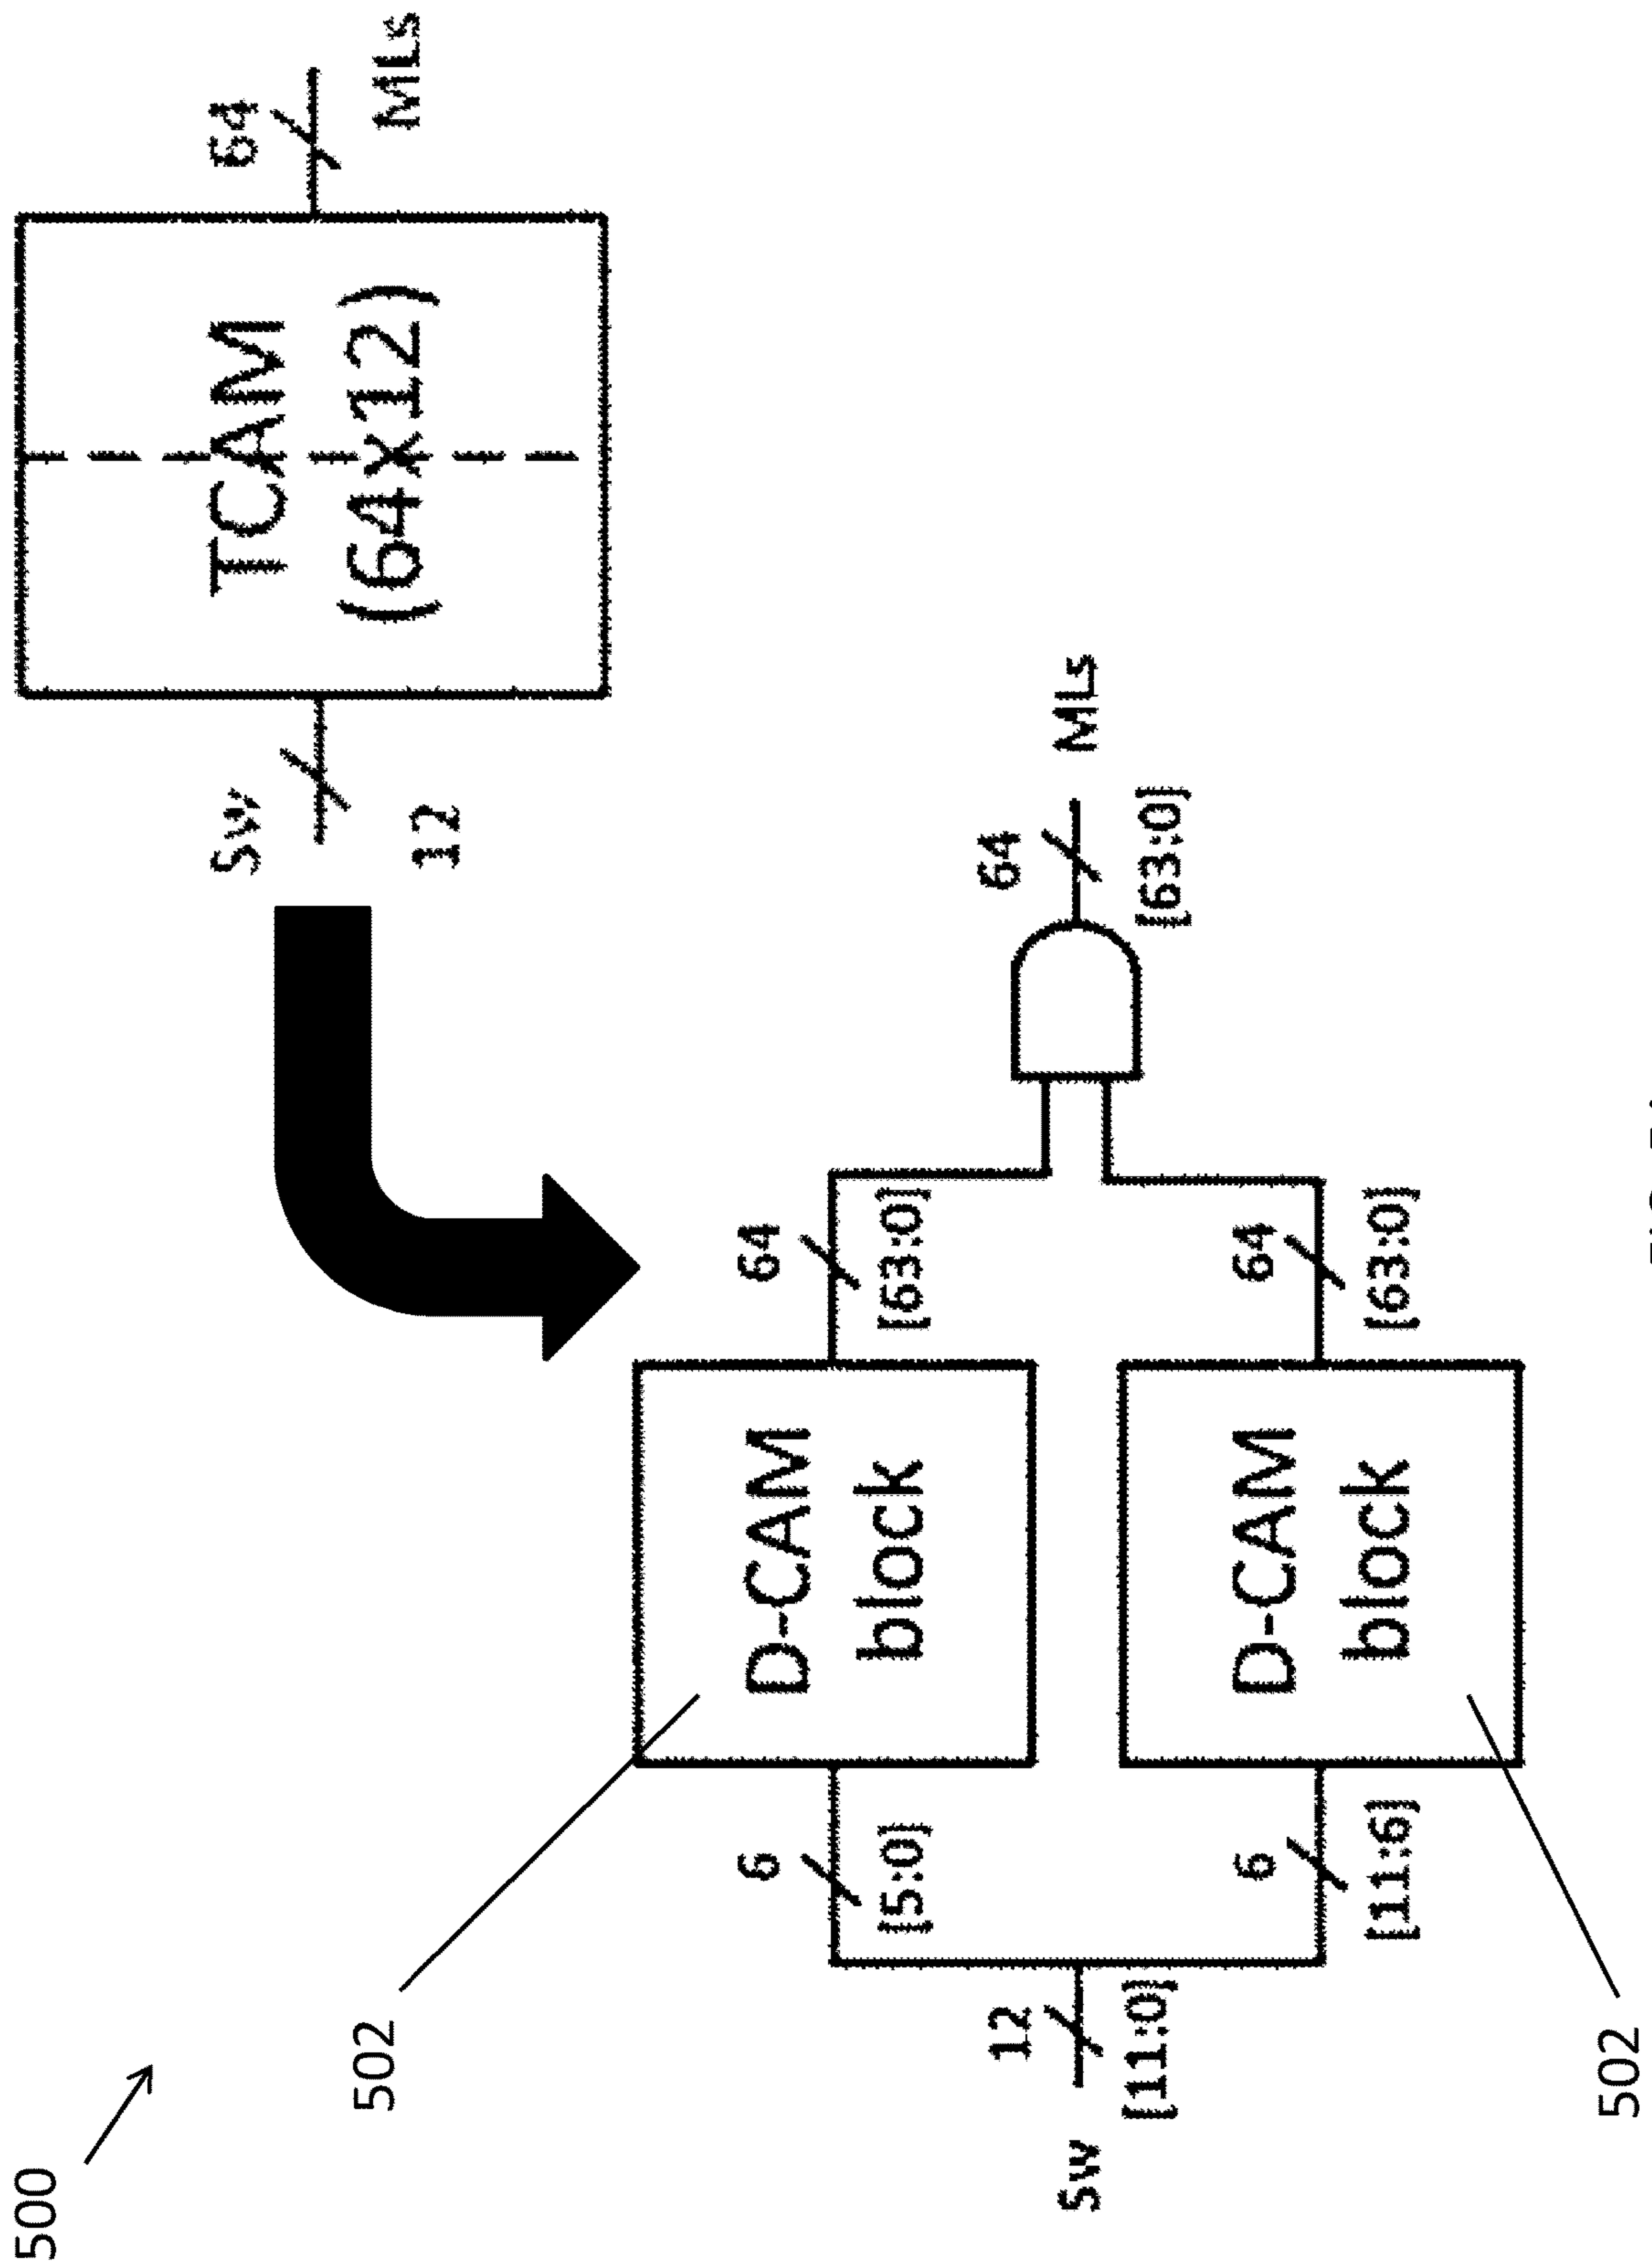 500
502
Sw
12
TCAM
(64x12)
64
MLs
Sw
12
[11:0]
6
[5:0]
D-CAM
block
64
[63:0]
6
[11:6]
D-CAM
block
64
[63:0]
64
[63:0]
MLs
502